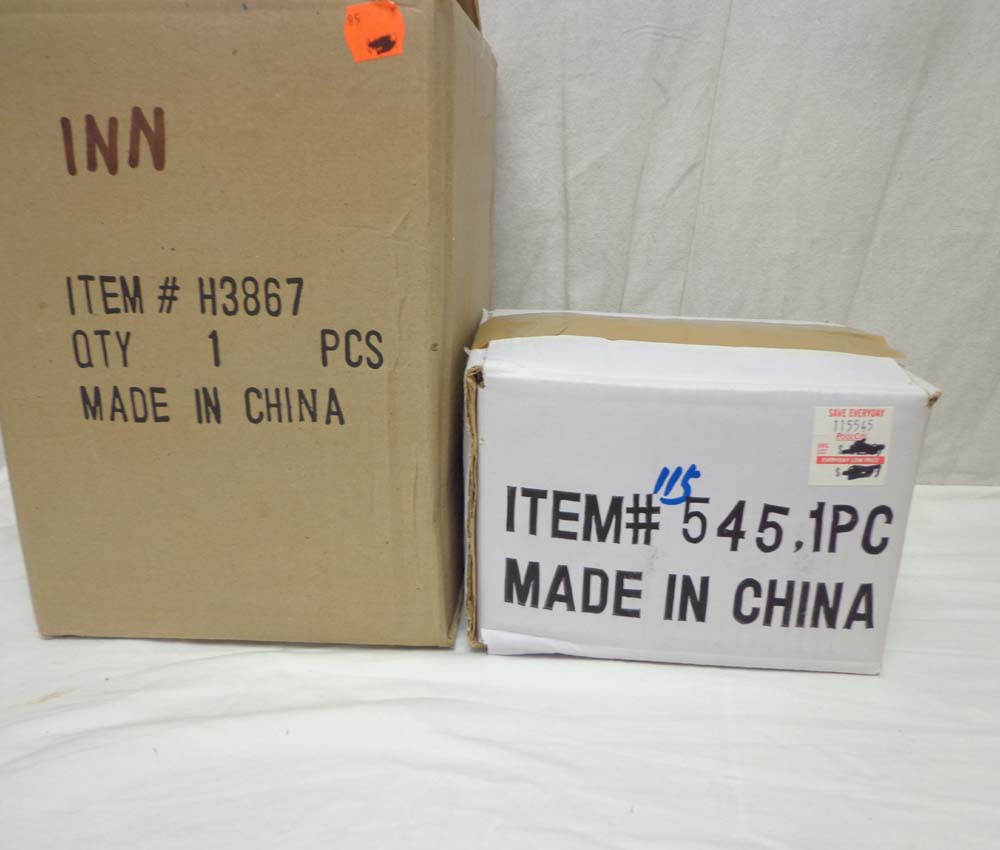 85
INN
ITEM # H3867
QTY 1 PCS
MADE IN CHINA
SAVE EVERYDAY
115545
$
EVERYDAY LOW PRICE
$
115
ITEM# 545,1PC
MADE IN CHINA